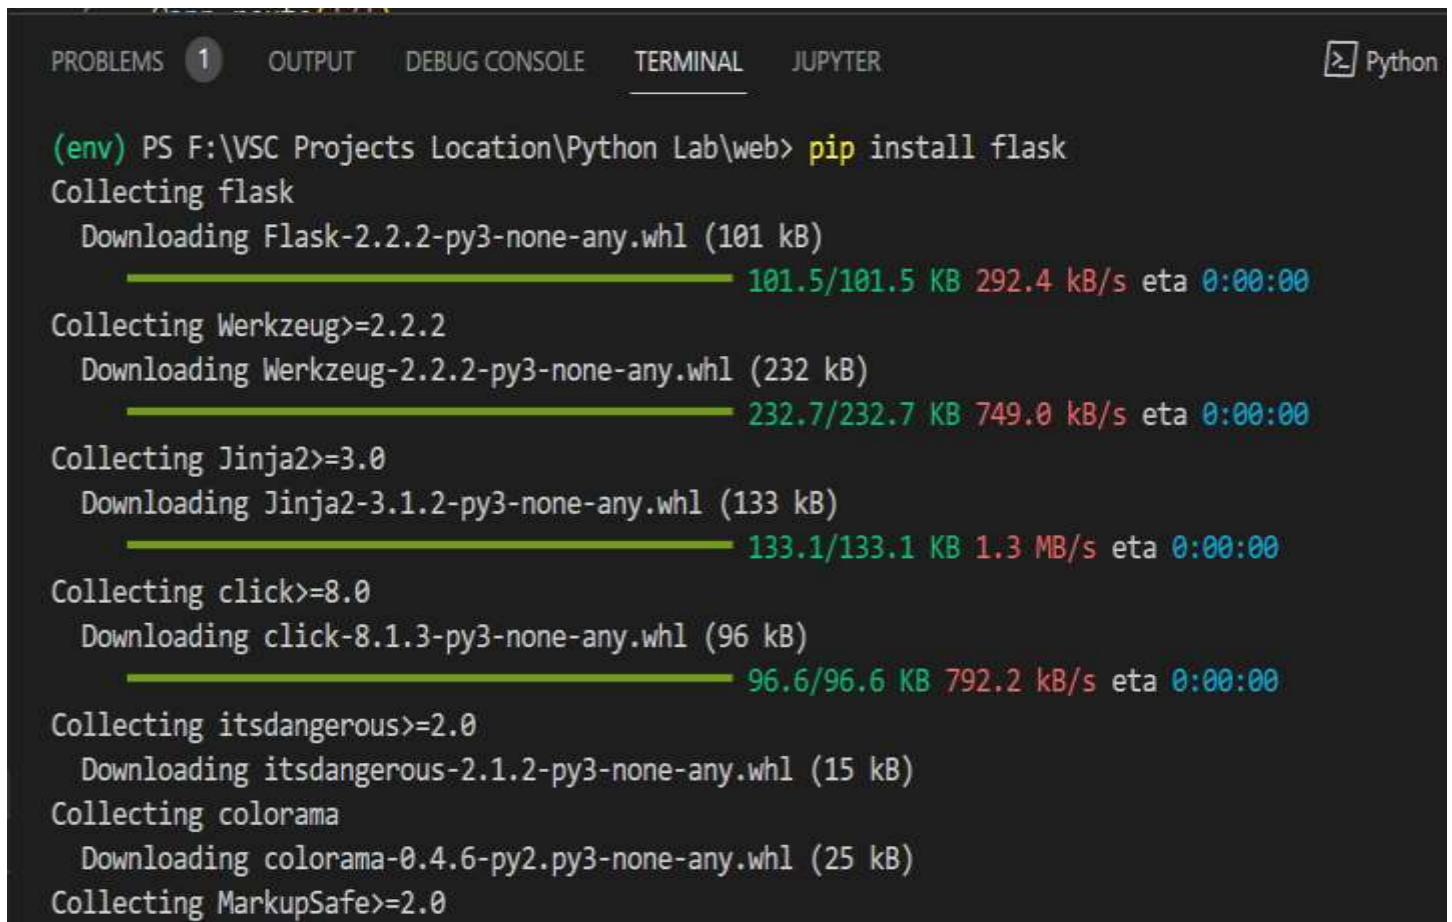 PROBLEMS 1 OUTPUT DEBUG CONSOLE TERMINAL JUPYTER Python
(env) PS F:\VSC Projects Location\Python Lab\web> pip install flask
Collecting flask
Downloading Flask-2.2.2-py3-none-any.whl (101 kB)
101.5/101.5 KB 292.4 kB/s eta 0:00:00
Collecting Werkzeug>=2.2.2
Downloading Werkzeug-2.2.2-py3-none-any.whl (232 kB)
232.7/232.7 KB 749.0 kB/s eta 0:00:00
Collecting Jinja2>=3.0
Downloading Jinja2-3.1.2-py3-none-any.whl (133 kB)
133.1/133.1 KB 1.3 MB/s eta 0:00:00
Collecting click>=8.0
Downloading click-8.1.3-py3-none-any.whl (96 kB)
96.6/96.6 KB 792.2 kB/s eta 0:00:00
Collecting itsdangerous>=2.0
Downloading itsdangerous-2.1.2-py3-none-any.whl (15 kB)
Collecting colorama
Downloading colorama-0.4.6-py2.py3-none-any.whl (25 kB)
Collecting MarkupSafe>=2.0